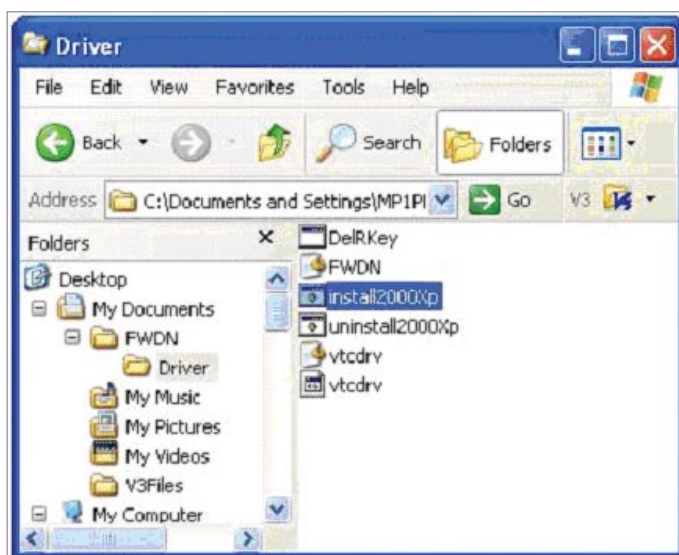 Driver
File Edit View Favorites Tools Help
Back Search Folders
Address C:\Documents and Settings\MP1PI Go V3
Folders
Desktop
My Documents
FWDN
Driver
My Music
My Pictures
My Videos
V3Files
My Computer
DelRKey
FWDN
install2000Xp
uninstall2000Xp
vtcdrv
vtcdrv